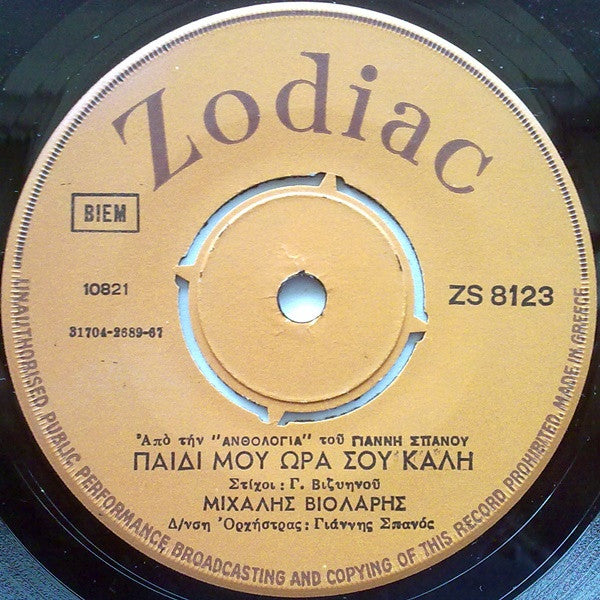 Zodiac
BIEM
10821
ZS 8123
31704-2689-67
Ἀπὸ τὴν "ΑΝΘΟΛΟΓΙΑ" τοῦ ΓΙΑΝΝΗ ΣΠΑΝΟΥ
ΠΑΙΔΙ ΜΟΥ ΩΡΑ ΣΟΥ ΚΑΛΗ
Στίχοι: Γ. Βιζυηνοῦ
ΜΙΧΑΛΗΣ ΒΙΟΛΑΡΗΣ
Δ/νση Ὀρχήστρας: Γιάννης Σπανός
UNAUTHORISED PUBLIC PERFORMANCE BROADCASTING AND COPYING OF THIS RECORD PROHIBITED. MADE IN GREECE